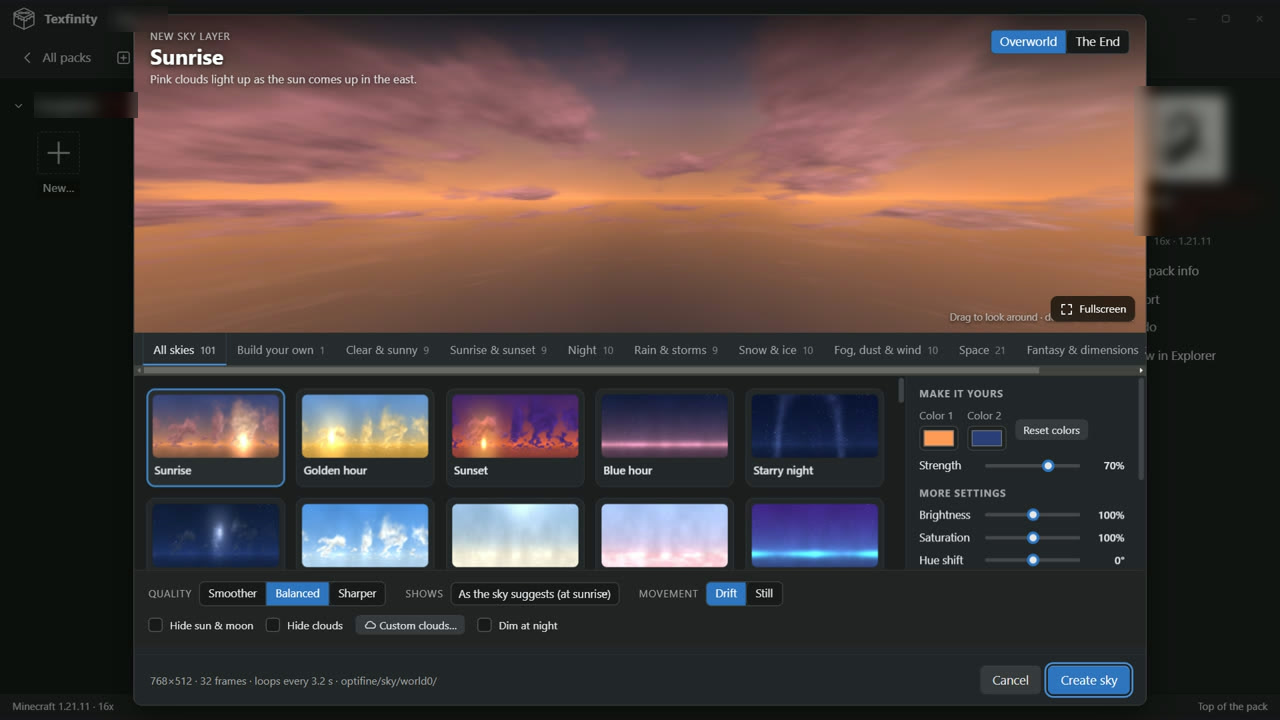 Texfinity
All packs
New...
NEW SKY LAYER
Sunrise
Pink clouds light up as the sun comes up in the east.
Overworld The End
Drag to look around · d
Fullscreen
16x · 1.21.11
pack info
ort
lo
w in Explorer
All skies 101 Build your own 1 Clear & sunny 9 Sunrise & sunset 9 Night 10 Rain & storms 9 Snow & ice 10 Fog, dust & wind 10 Space 21 Fantasy & dimensions
Sunrise Golden hour Sunset Blue hour Starry night
MAKE IT YOURS
Color 1 Color 2
Reset colors
Strength 70%
MORE SETTINGS
Brightness 100%
Saturation 100%
Hue shift 0°
QUALITY Smoother Balanced Sharper SHOWS As the sky suggests (at sunrise) MOVEMENT Drift Still
Hide sun & moon Hide clouds Custom clouds... Dim at night
768×512 · 32 frames · loops every 3.2 s · optifine/sky/world0/
Cancel Create sky
Minecraft 1.21.11 · 16x
Top of the pack